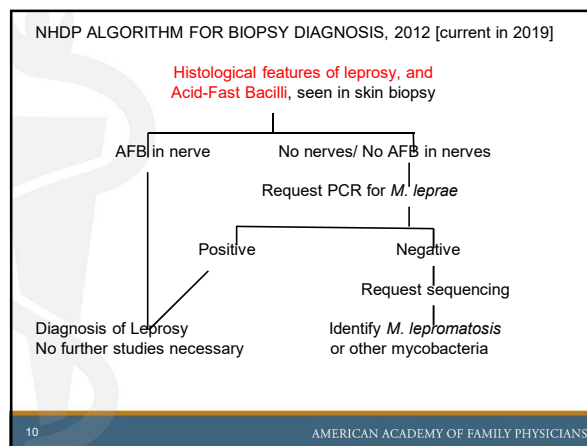 NHDP ALGORITHM FOR BIOPSY DIAGNOSIS, 2012 [current in 2019]
Histological features of leprosy, and
Acid-Fast Bacilli, seen in skin biopsy
AFB in nerve
No nerves/ No AFB in nerves
Request PCR for M. leprae
Positive
Negative
Request sequencing
Diagnosis of Leprosy
No further studies necessary
Identify M. lepromatosis
or other mycobacteria
10
AMERICAN ACADEMY OF FAMILY PHYSICIANS